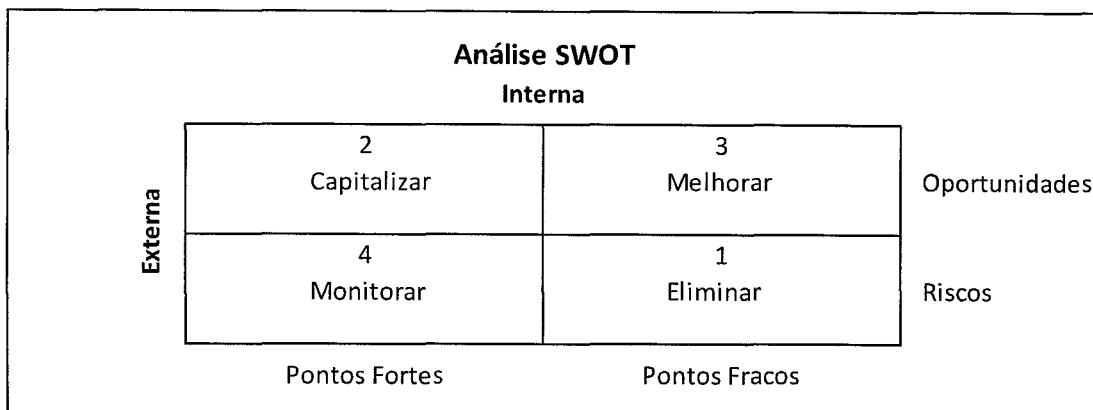 Análise SWOT
Interna
Externa
2
Capitalizar
3
Melhorar
Oportunidades
4
Monitorar
1
Eliminar
Riscos
Pontos Fortes
Pontos Fracos